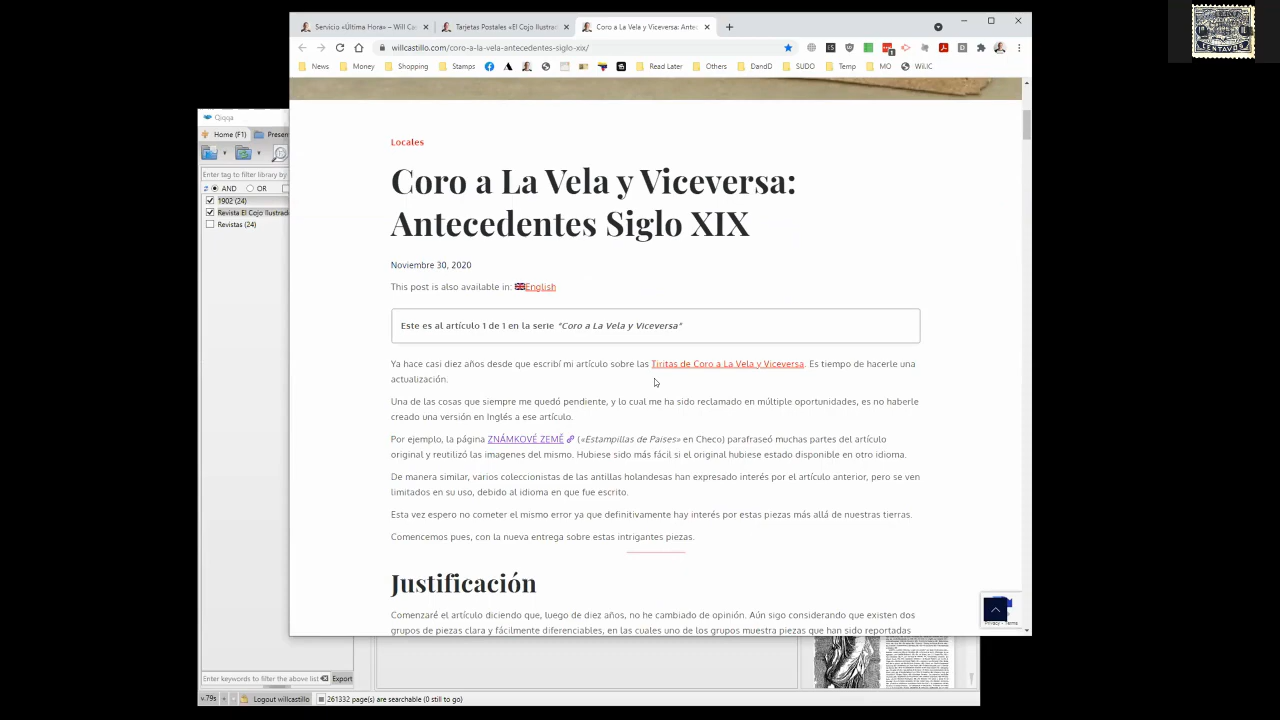 Servicio «Última Hora» – Will Cas
Tarjetas Postales «El Cojo Ilustrad
Coro a La Vela y Viceversa: Ante
willcastillo.com/coro-a-la-vela-antecedentes-siglo-xix/
News
Money
Shopping
Stamps
Read Later
Others
DandD
SUDO
Temp
MO
Will.IC
Qiqqa
Home (F1)
Presen
Enter tag to filter library by
AND
OR
1902 (24)
Revista El Cojo Ilustrado
Revistas (24)
Locales
Coro a La Vela y Viceversa:
Antecedentes Siglo XIX
Noviembre 30, 2020
This post is also available in: English
Este es al artículo 1 de 1 en la serie “Coro a La Vela y Viceversa”
Ya hace casi diez años desde que escribí mi artículo sobre las Tirritas de Coro a La Vela y Viceversa. Es tiempo de hacerle una
actualización.
Una de las cosas que siempre me quedó pendiente, y lo cual me ha sido reclamado en múltiple oportunidades, es no haberle
creado una versión en Inglés a ese artículo.
Por ejemplo, la página ZNÁMKOVÉ ZEMĚ («Estampillas de Paises» en Checo) parafraseó muchas partes del artículo
original y reutilizó las imagenes del mismo. Hubiese sido más fácil si el original hubiese estado disponible en otro idioma.
De manera similar, varios coleccionistas de las antillas holandesas han expresado interés por el artículo anterior, pero se ven
limitados en su uso, debido al idioma en que fue escrito.
Esta vez espero no cometer el mismo error ya que definitivamente hay interés por estas piezas más allá de nuestras tierras.
Comencemos pues, con la nueva entrega sobre estas intrigantes piezas.
Justificación
Comenzaré el artículo diciendo que, luego de diez años, no he cambiado de opinión. Aún sigo considerando que existen dos
grupos de piezas clara y fácilmente diferenciables, en las cuales uno de los grupos muestra piezas que han sido reportadas
Privacy - Terms
Enter keywords to filter the above list
Export
v.79s
Logout willcastillo
261332 page(s) are searchable (0 still to go)
CENTAVOS